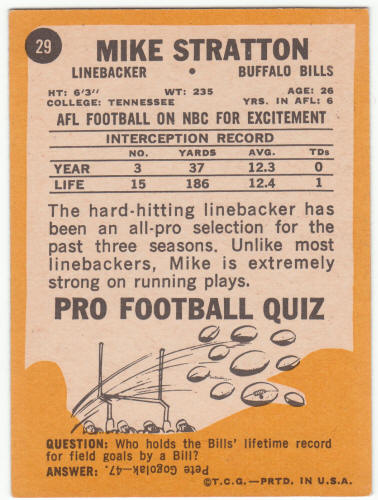 29
MIKE STRATTON
LINEBACKER • BUFFALO BILLS
HT: 6'3" WT: 235 AGE: 26
COLLEGE: TENNESSEE YRS. IN AFL: 6
AFL FOOTBALL ON NBC FOR EXCITEMENT
INTERCEPTION RECORD
NO. YARDS AVG. TDs
YEAR 3 37 12.3 0
LIFE 15 186 12.4 1
The hard-hitting linebacker has
been an all-pro selection for the
past three seasons. Unlike most
linebackers, Mike is extremely
strong on running plays.
PRO FOOTBALL QUIZ
QUESTION: Who holds the Bills' lifetime record
for field goals by a Bill?
ANSWER: Pete Gogolak—47.
©T.C.G.—PRTD. IN U.S.A.